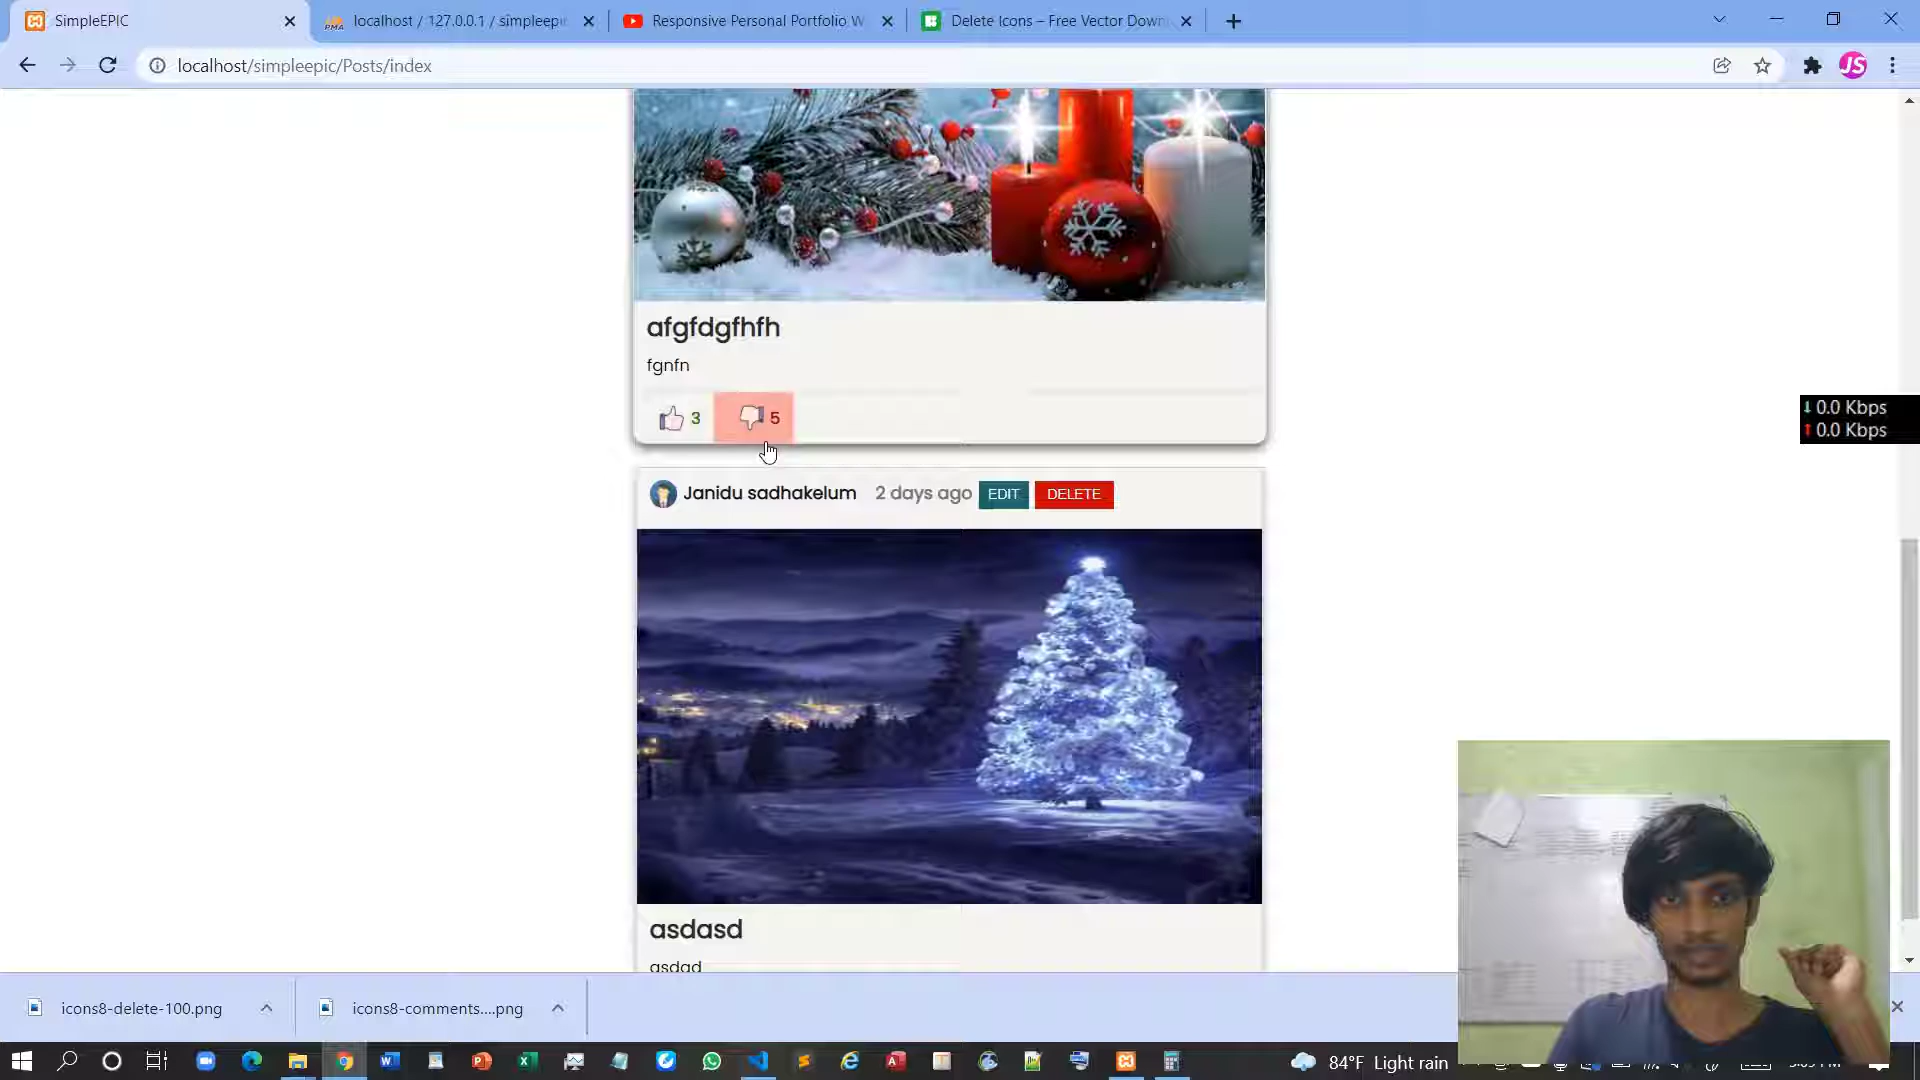 SimpleEPIC
localhost / 127.0.0.1 / simpleepic
Responsive Personal Portfolio W
Delete Icons – Free Vector Down
localhost/simpleepic/Posts/index
JS
afgfdgfhfh
fgnfn
3
5
↓ 0.0 Kbps
↑ 0.0 Kbps
Janidu sadhakelum 2 days ago EDIT DELETE
asdasd
asdad
icons8-delete-100.png
icons8-comments....png
84°F Light rain